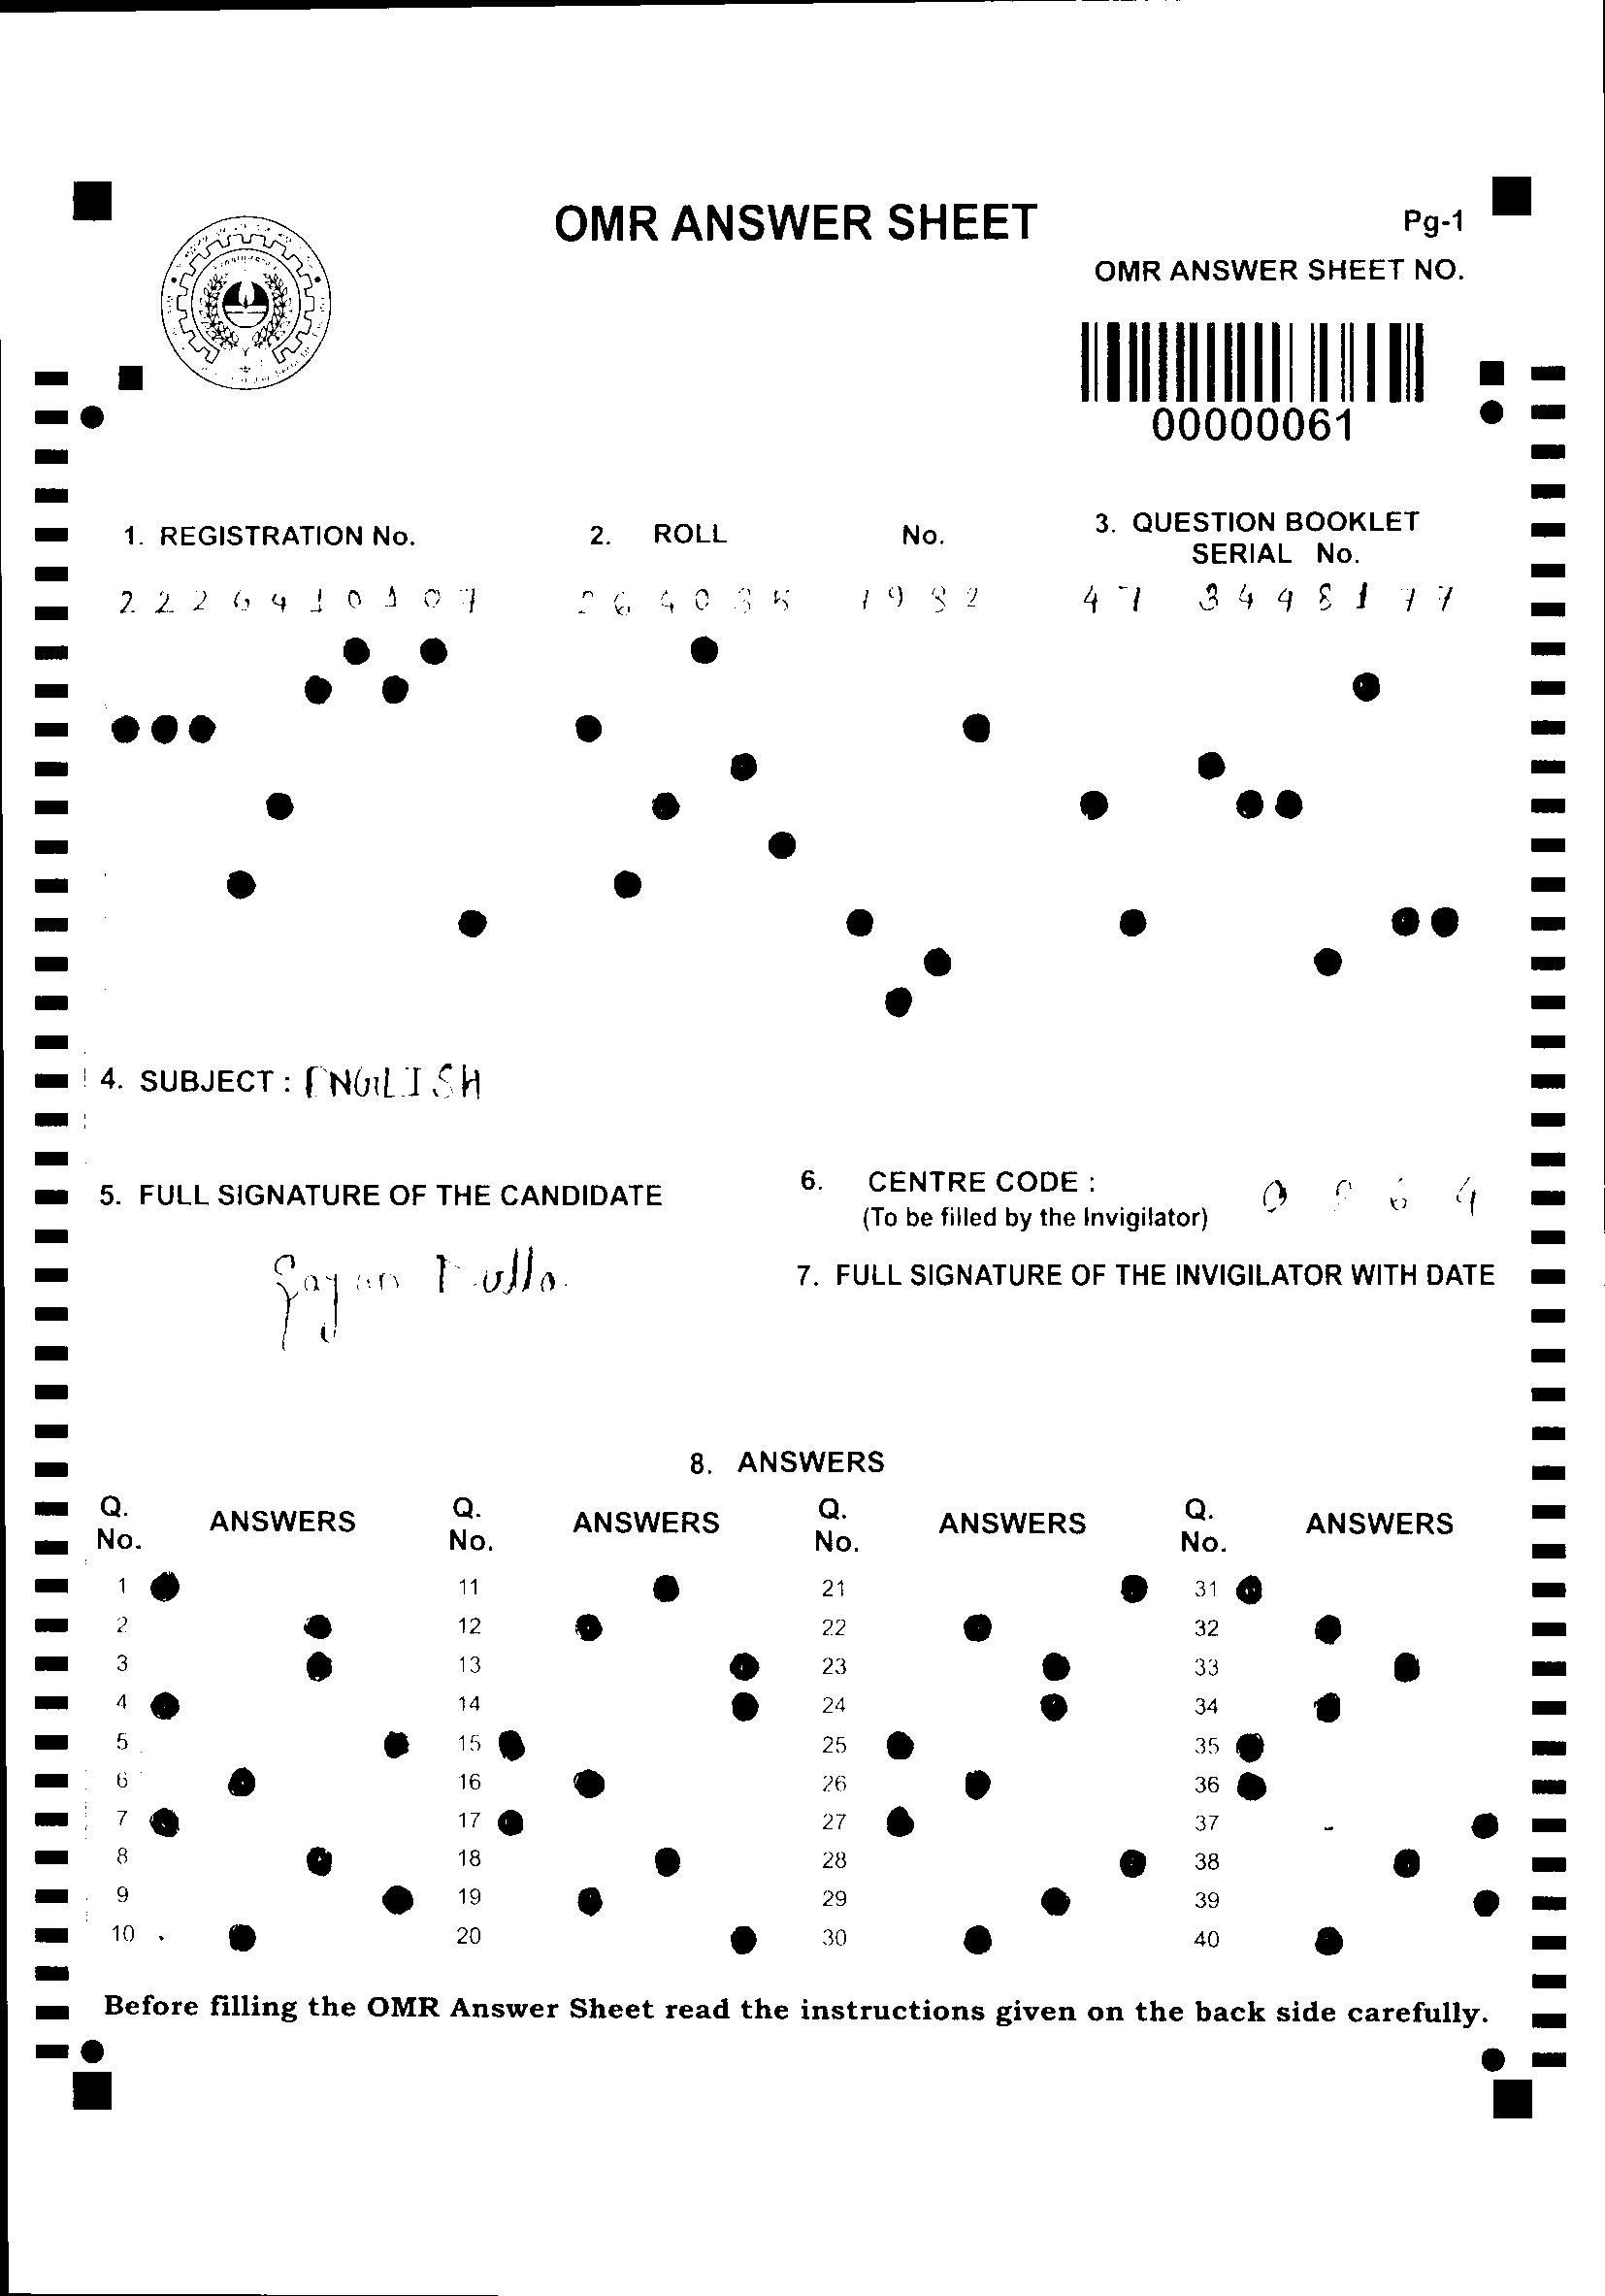 OMR ANSWER SHEET
Pg-1
OMR ANSWER SHEET NO.
00000061
1. REGISTRATION No.
2. ROLL No.
3. QUESTION BOOKLET
SERIAL No.
2 2 2 6 4 1 0 1 0 7
2 6 4 0 3 5 7 9 8 2
4 7 3 4 4 8 1 7 7
4. SUBJECT : ENGLISH
5. FULL SIGNATURE OF THE CANDIDATE
6. CENTRE CODE :
(To be filled by the Invigilator)
0 6 4
7. FULL SIGNATURE OF THE INVIGILATOR WITH DATE
8. ANSWERS
Q. No. ANSWERS Q. No. ANSWERS Q. No. ANSWERS Q. No. ANSWERS
1 11 21 31
2 12 22 32
3 13 23 33
4 14 24 34
5 15 25 35
6 16 26 36
7 17 27 37
8 18 28 38
9 19 29 39
10 20 30 40
Before filling the OMR Answer Sheet read the instructions given on the back side carefully.